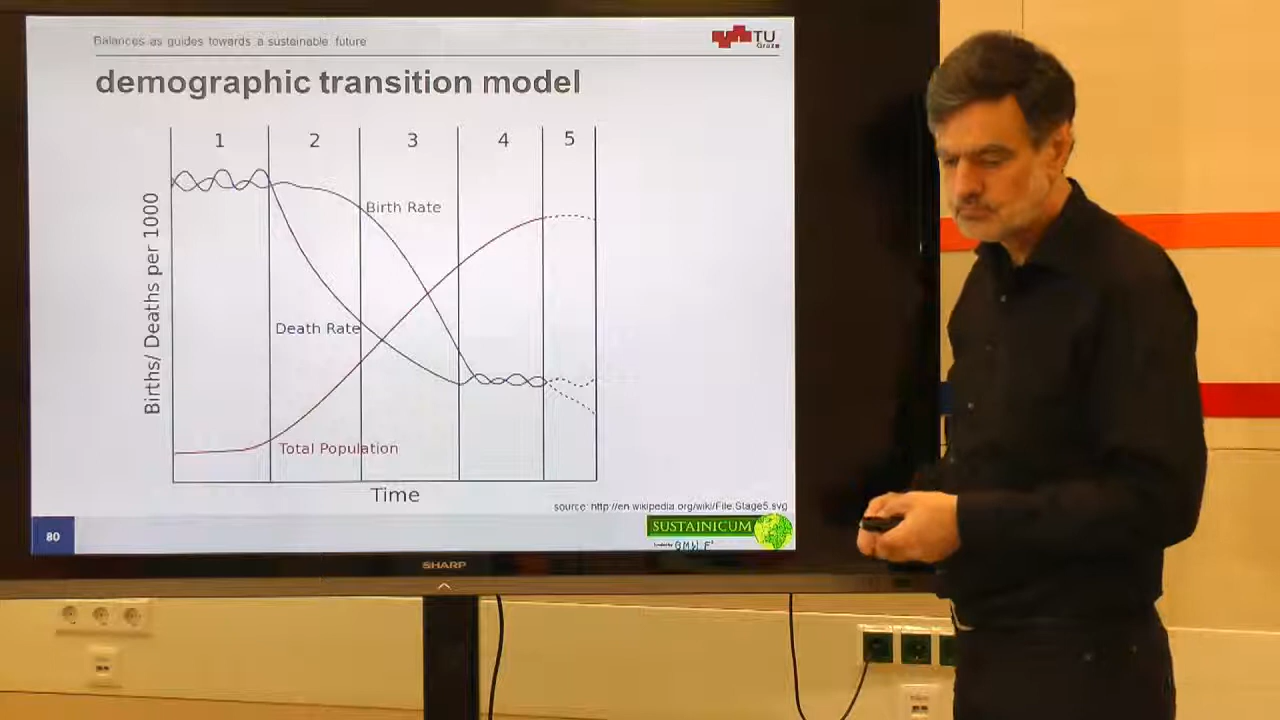 Balances as guides towards a sustainable future
TU
Graz
demographic transition model
1 2 3 4 5
Birth Rate
Births/ Deaths per 1000
Death Rate
Total Population
Time
source: http://en.wikipedia.org/wiki/File:Stage5.svg
80
SUSTAINICUM
SHARP